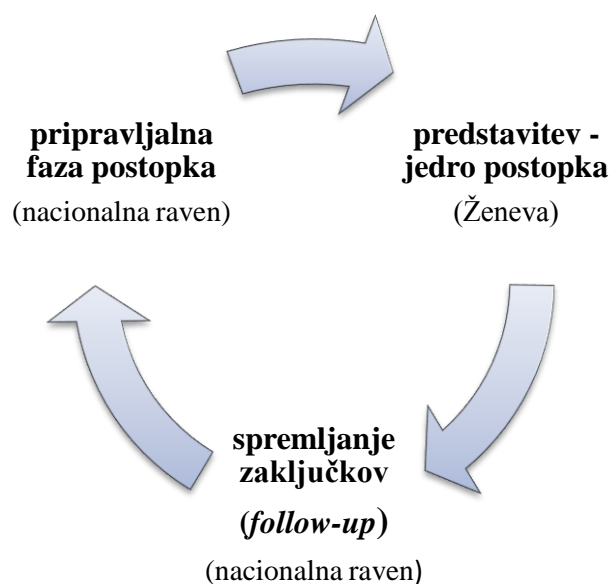 pripravljalna
faza postopka
(nacionalna raven)
predstavitev -
jedro postopka
(Ženeva)
spremljanje
zaključkov
(follow-up)
(nacionalna raven)